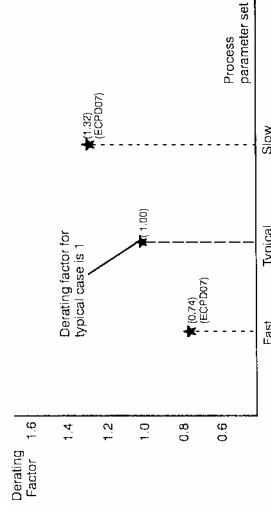 Derating
Factor
1.6
1.4
1.2
1.0
0.8
0.6
Derating factor for
typical case is 1
(0.74)
(ECPD07)
(1.00)
(1.32)
(ECPD07)
Fast
Typical
Slow
Process
parameter set